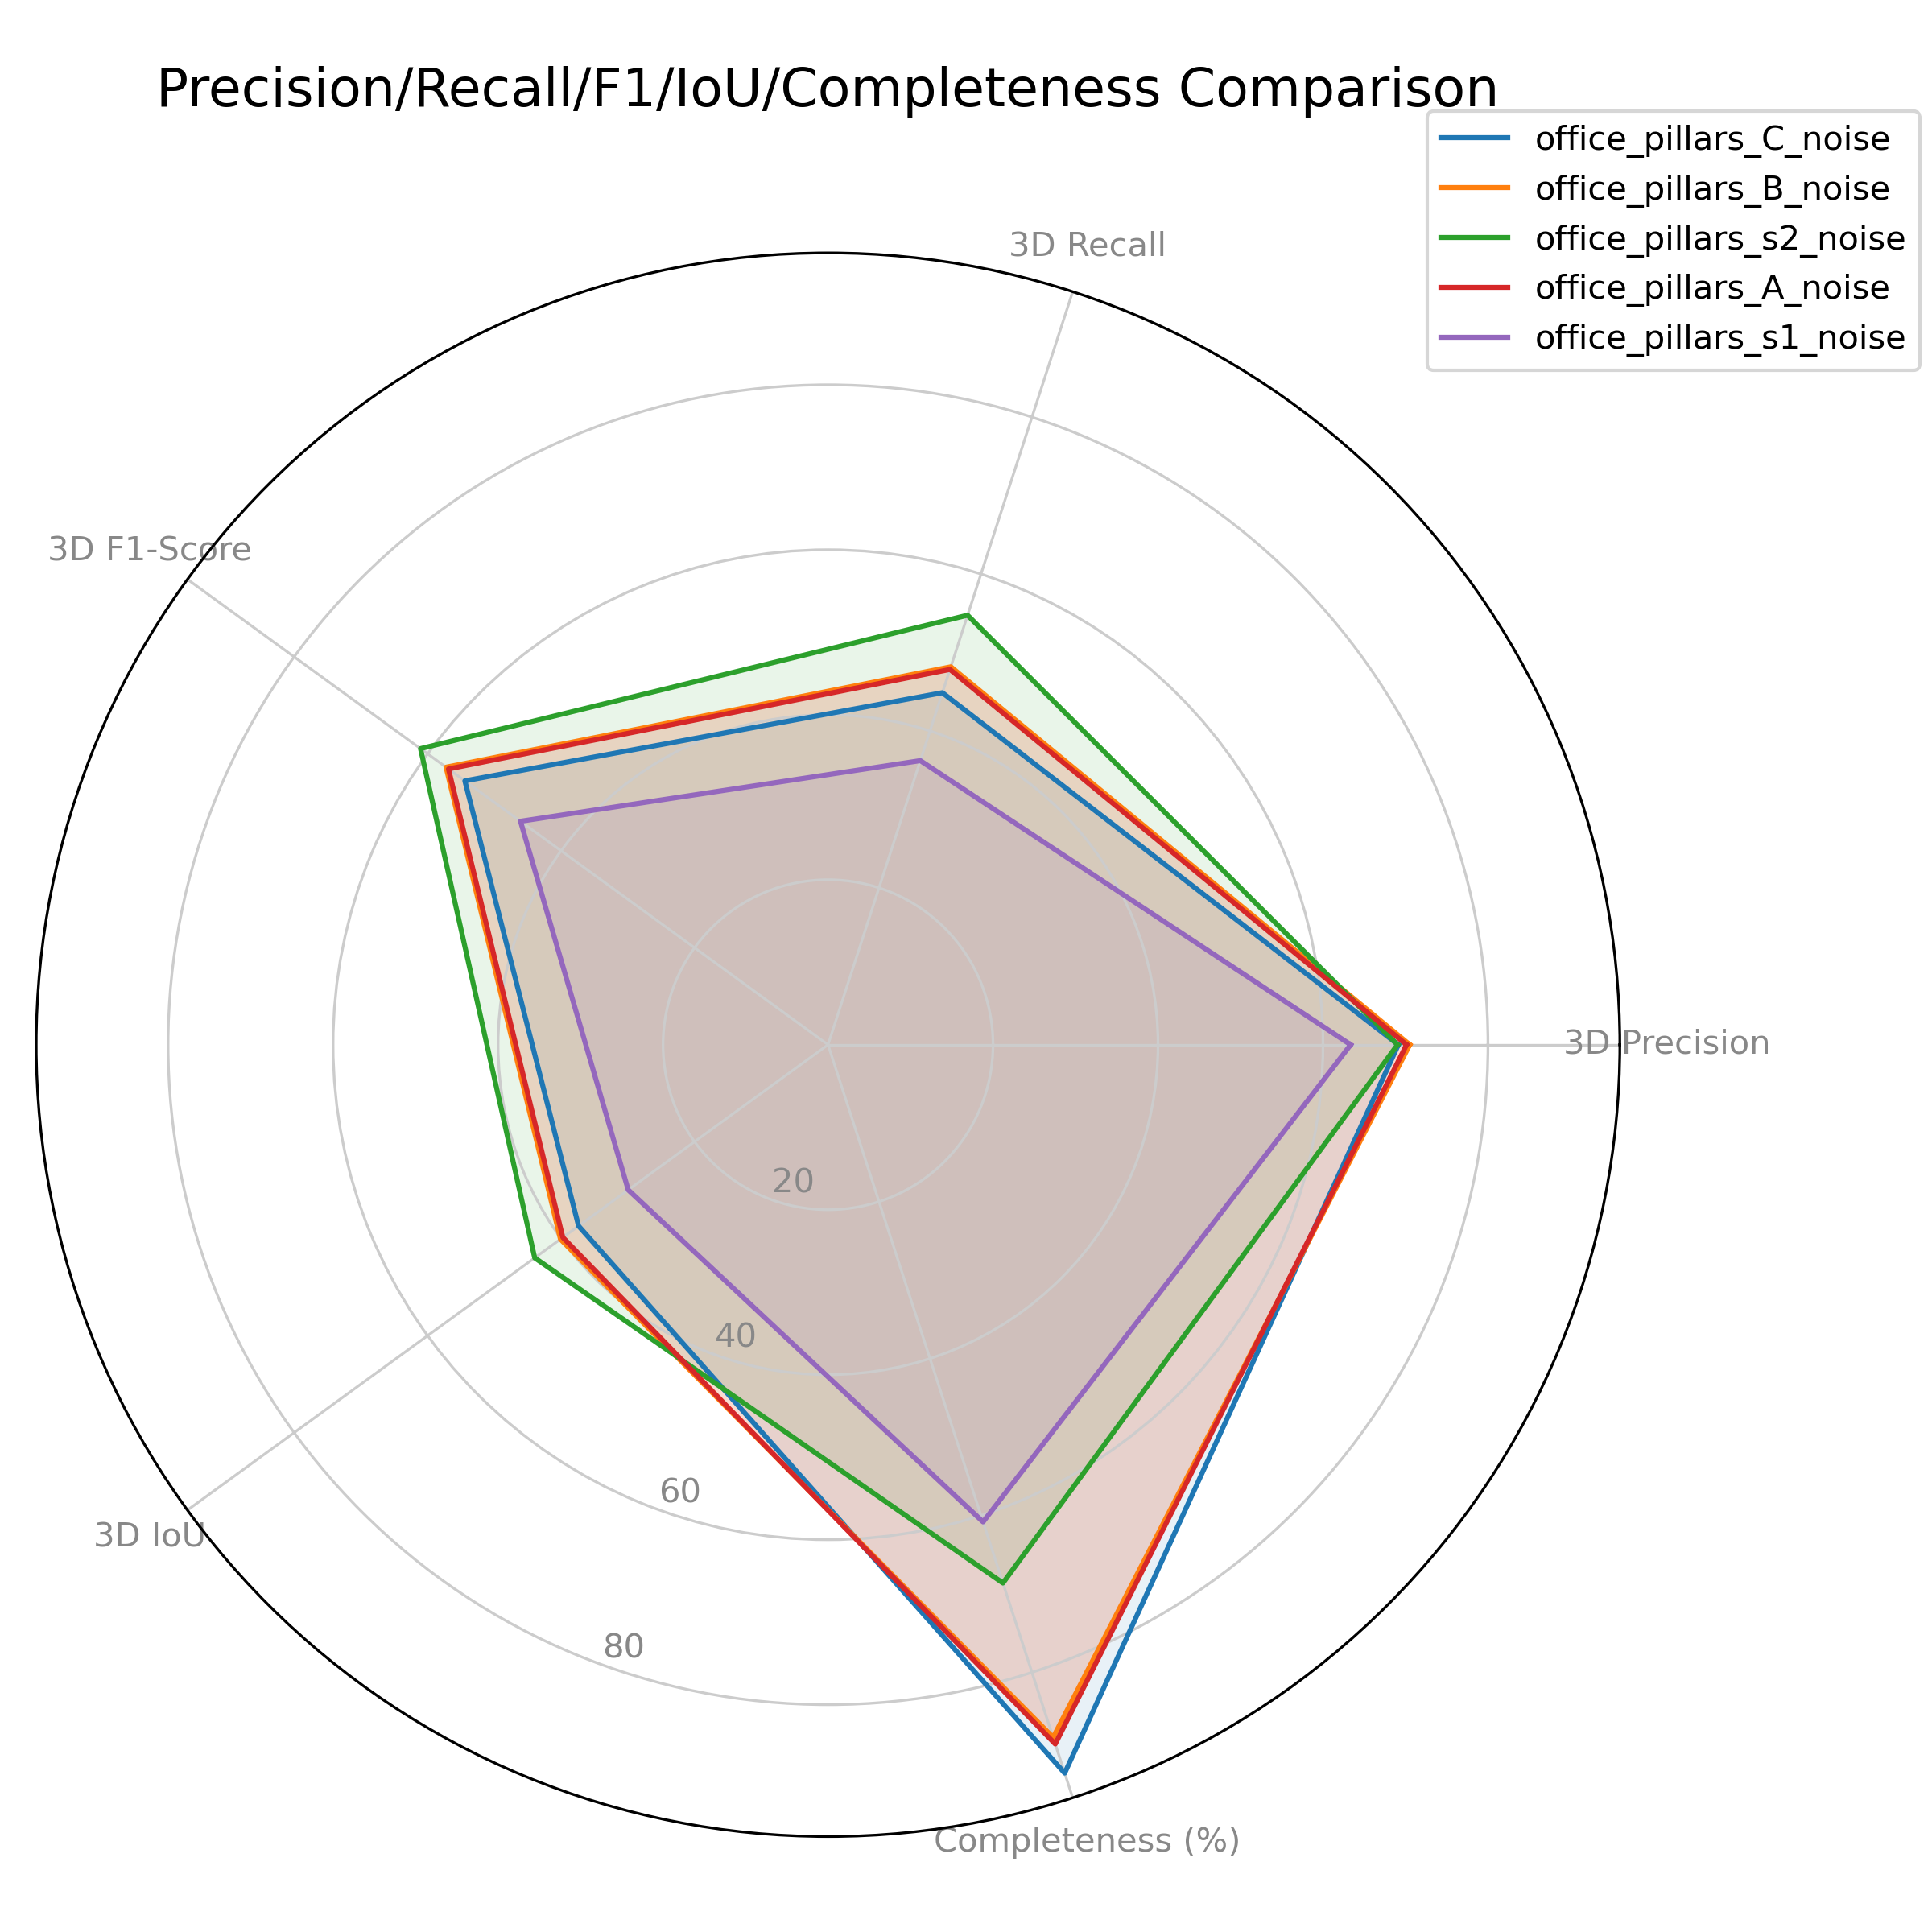 Precision/Recall/F1/IoU/Completeness Comparison
office_pillars_C_noise
office_pillars_B_noise
office_pillars_s2_noise
office_pillars_A_noise
office_pillars_s1_noise
3D Recall
3D F1-Score
3D Precision
20
40
60
3D IoU
80
Completeness (%)